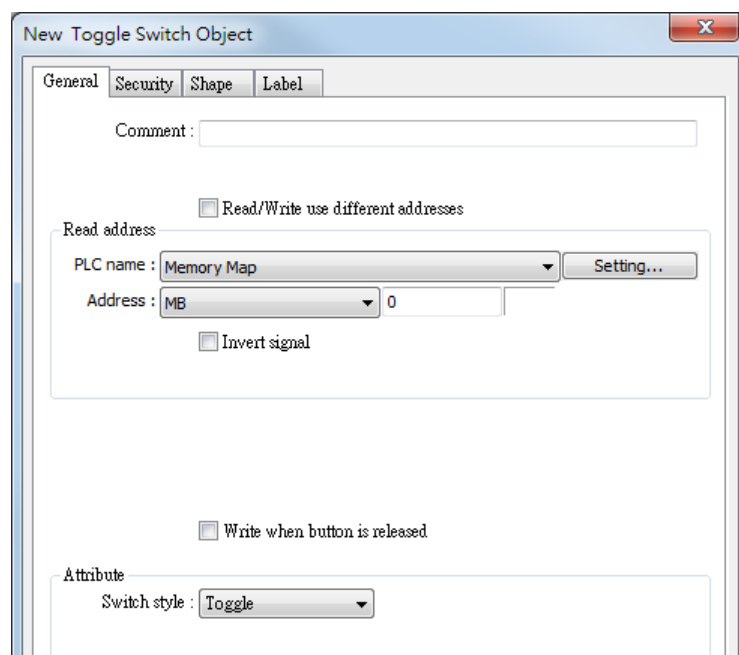 New Toggle Switch Object
General Security Shape Label
Comment :
Read/Write use different addresses
Read address
PLC name : Memory Map Setting...
Address : MB 0
Invert signal
Write when button is released
Attribute
Switch style : Toggle